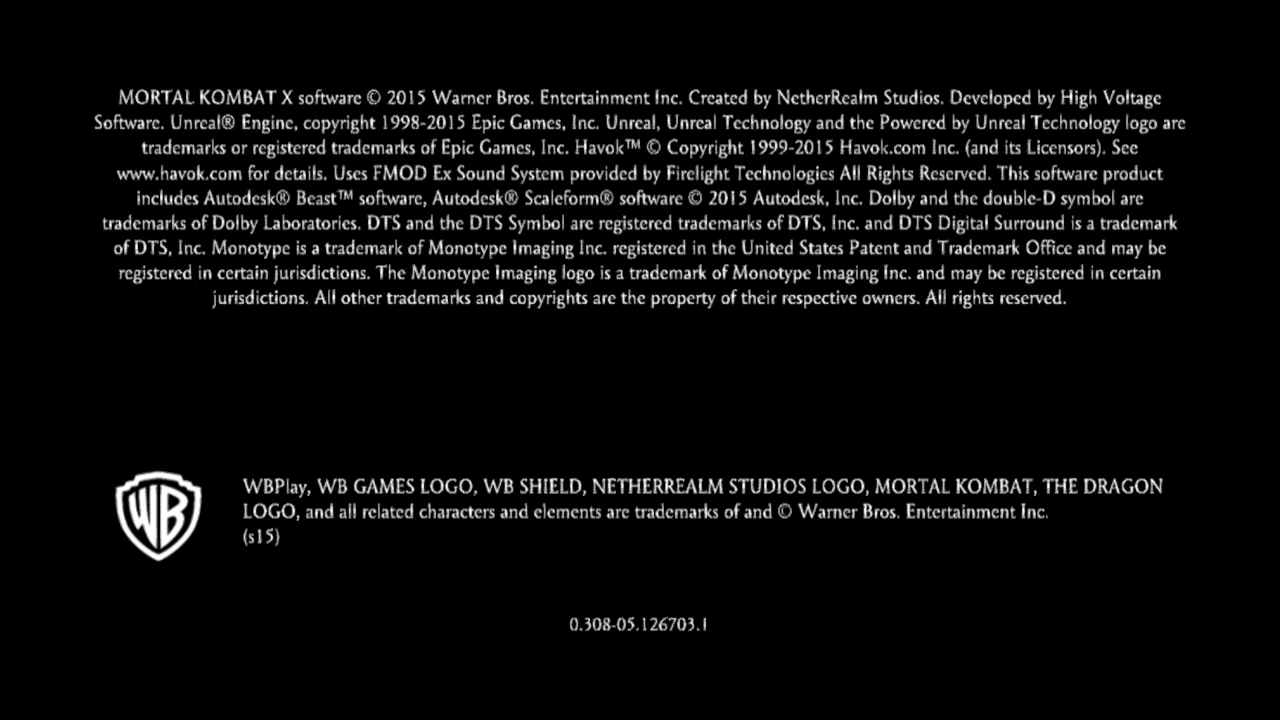 MORTAL KOMBAT X software © 2015 Warner Bros. Entertainment Inc. Created by NetherRealm Studios. Developed by High Voltage
Software. Unreal® Engine, copyright 1998-2015 Epic Games, Inc. Unreal, Unreal Technology and the Powered by Unreal Technology logo are
trademarks or registered trademarks of Epic Games, Inc. Havok™ © Copyright 1999-2015 Havok.com Inc. (and its Licensors). See
www.havok.com for details. Uses FMOD Ex Sound System provided by Firelight Technologies All Rights Reserved. This software product
includes Autodesk® Beast™ software, Autodesk® Scaleform® software © 2015 Autodesk, Inc. Dolby and the double-D symbol are
trademarks of Dolby Laboratories. DTS and the DTS Symbol are registered trademarks of DTS, Inc. and DTS Digital Surround is a trademark
of DTS, Inc. Monotype is a trademark of Monotype Imaging Inc. registered in the United States Patent and Trademark Office and may be
registered in certain jurisdictions. The Monotype Imaging logo is a trademark of Monotype Imaging Inc. and may be registered in certain
jurisdictions. All other trademarks and copyrights are the property of their respective owners. All rights reserved.
WB
WBPlay, WB GAMES LOGO, WB SHIELD, NETHERREALM STUDIOS LOGO, MORTAL KOMBAT, THE DRAGON
LOGO, and all related characters and elements are trademarks of and © Warner Bros. Entertainment Inc.
(s15)
0.308-05.126703.1